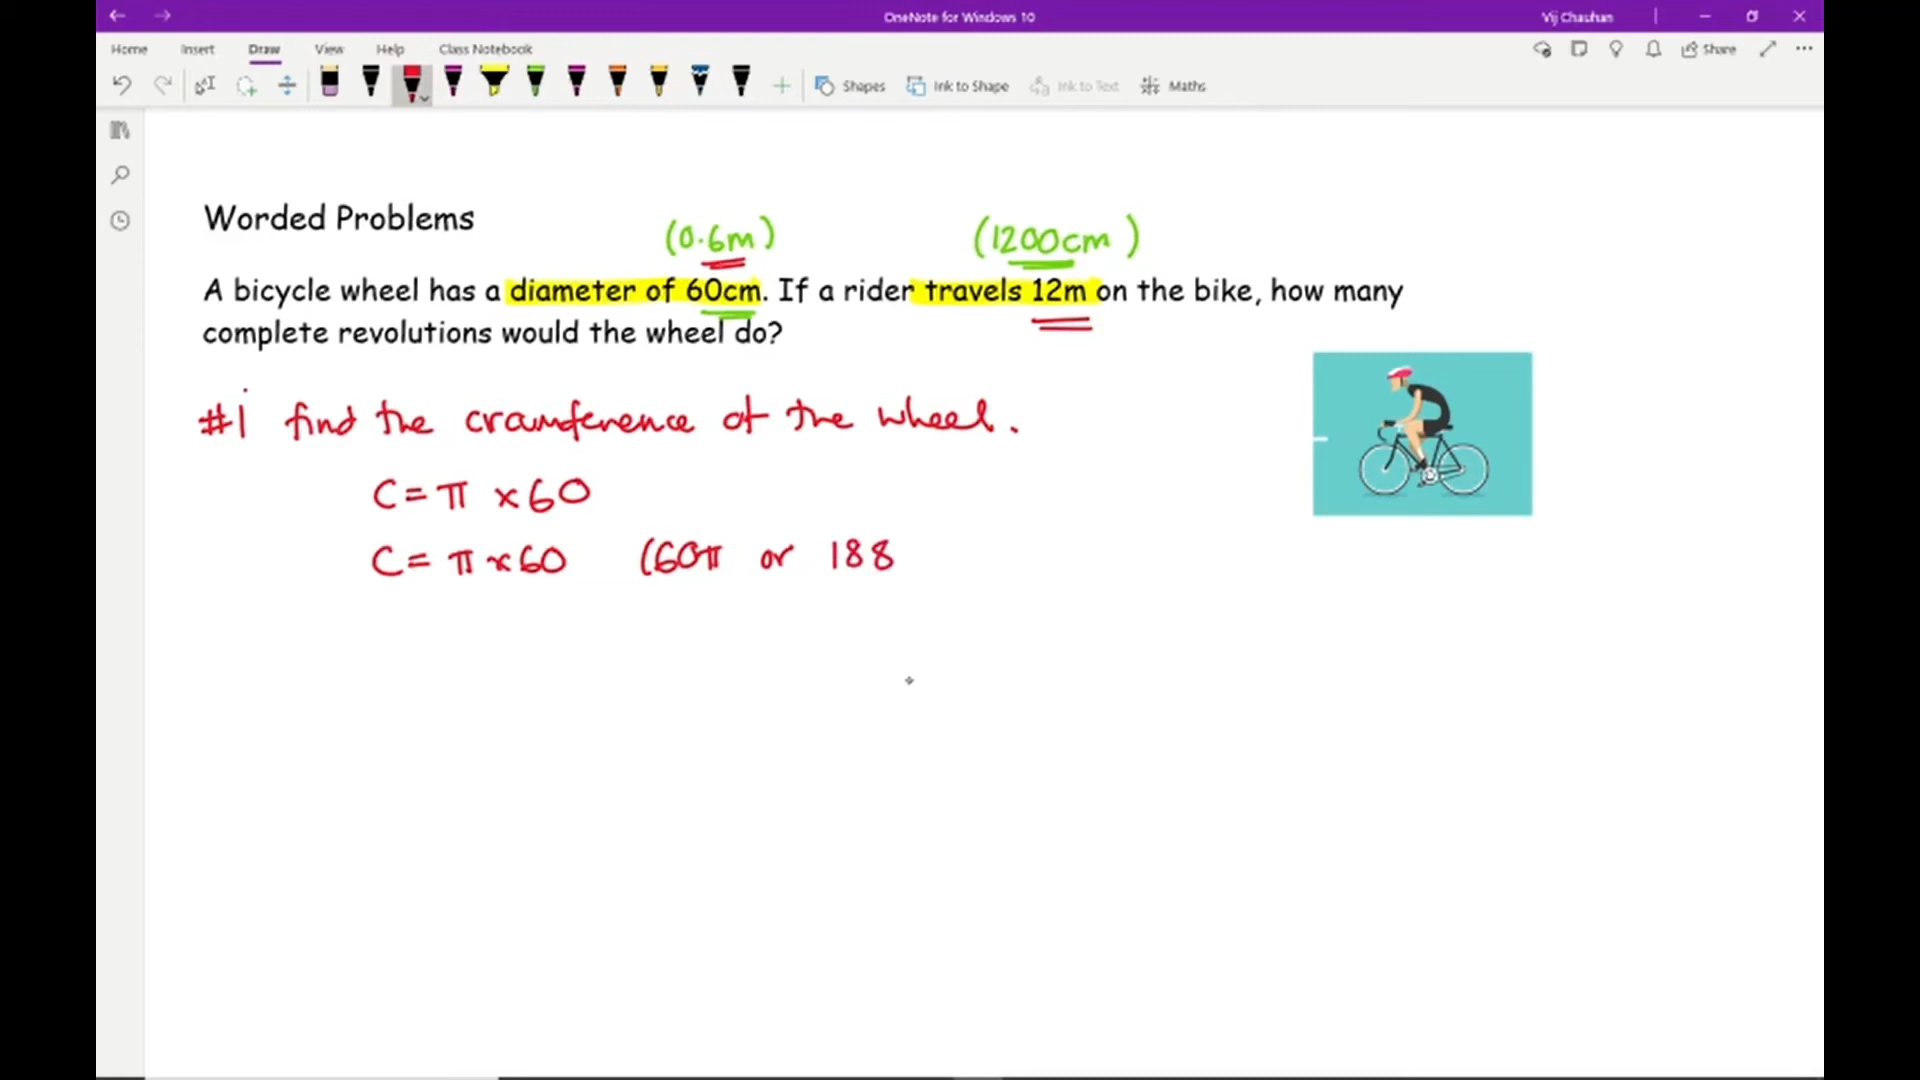 OneNote for Windows 10
Vij Chauhan
Home Insert Draw View Help Class Notebook
Share
Shapes Ink to Shape Ink to Text Maths
Worded Problems
(0.6m) (1200cm)
A bicycle wheel has a diameter of 60cm. If a rider travels 12m on the bike, how many
complete revolutions would the wheel do?
#1 find the circumference of the wheel.
C = π × 60
C = π × 60 (60π or 188